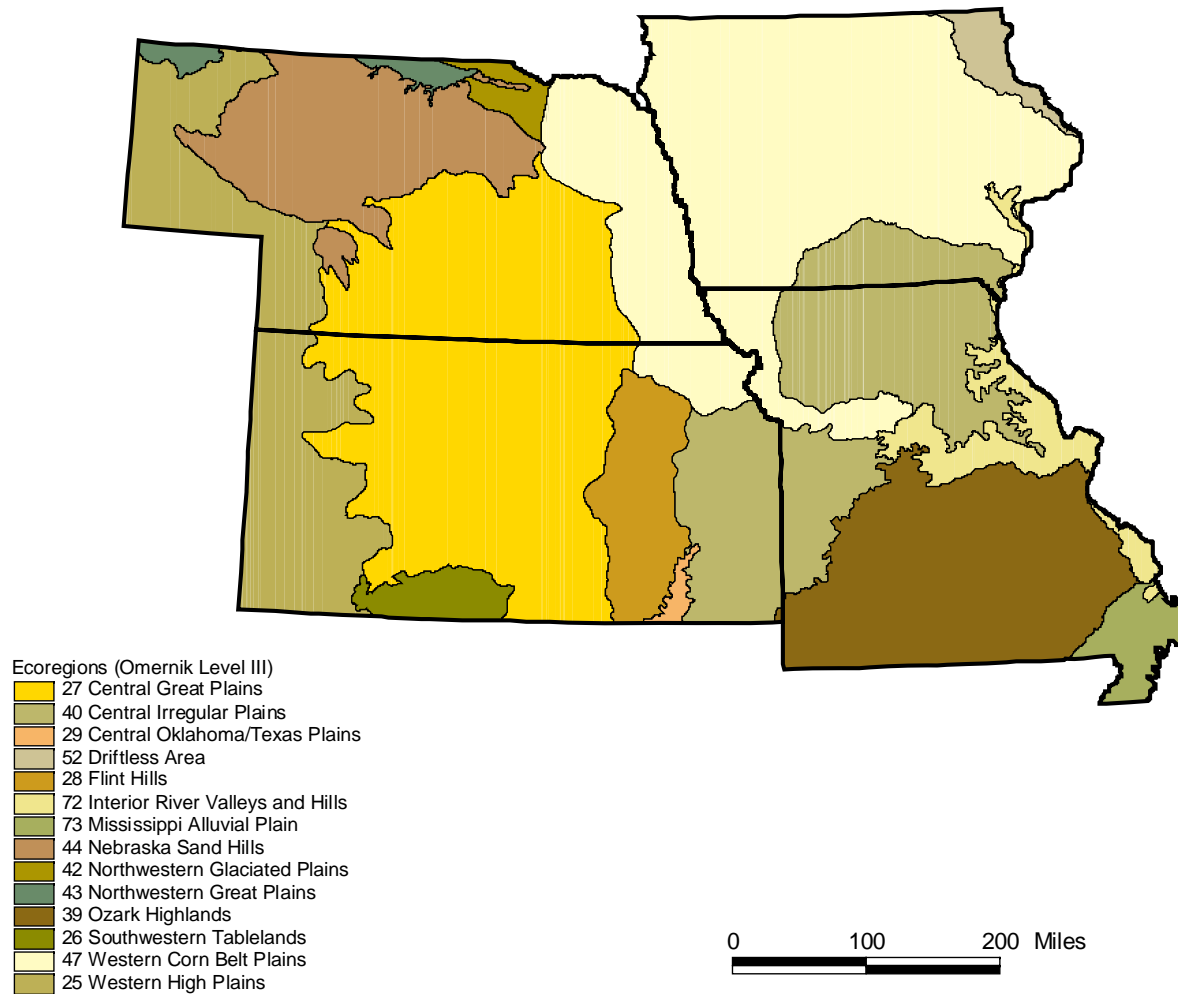 Ecoregions (Omernik Level III)
27 Central Great Plains
40 Central Irregular Plains
29 Central Oklahoma/Texas Plains
52 Driftless Area
28 Flint Hills
72 Interior River Valleys and Hills
73 Mississippi Alluvial Plain
44 Nebraska Sand Hills
42 Northwestern Glaciated Plains
43 Northwestern Great Plains
39 Ozark Highlands
26 Southwestern Tablelands
47 Western Corn Belt Plains
25 Western High Plains
0 100 200 Miles